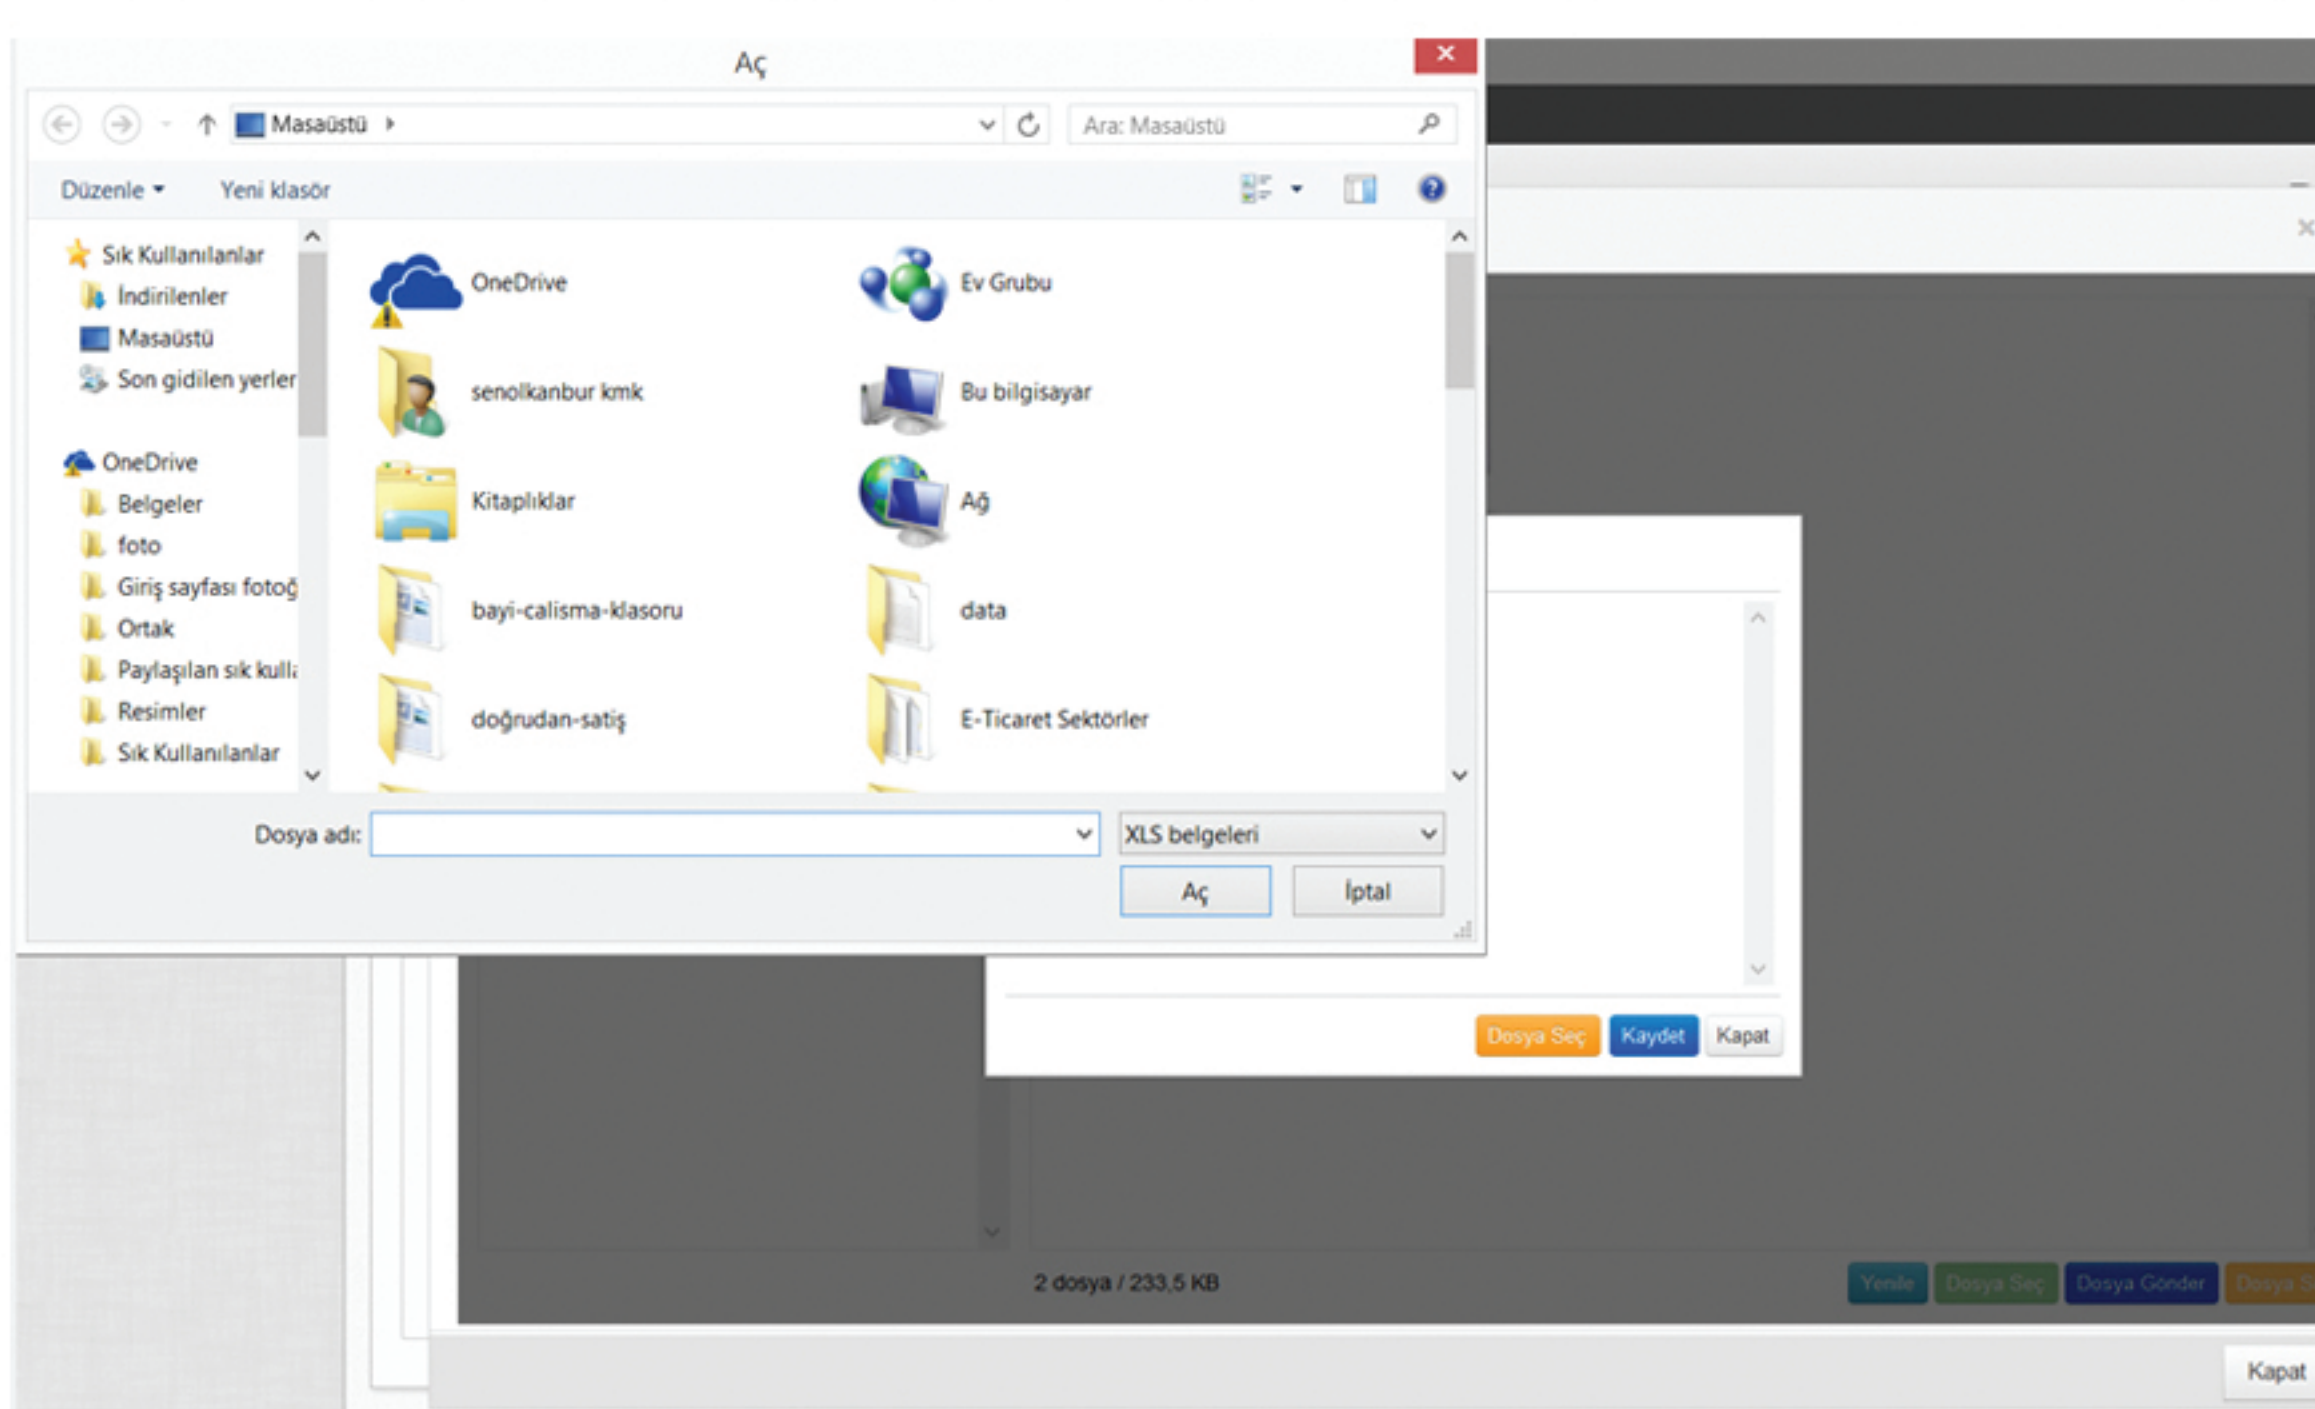 Aç
Masaüstü
Ara: Masaüstü
Düzenle
Yeni klasör
Sık Kullanılanlar
İndirilenler
Masaüstü
Son gidilen yerler
OneDrive
Belgeler
foto
Giriş sayfası fotoğ
Ortak
Paylaşılan sık kulla
Resimler
Sık Kullanılanlar
OneDrive
Ev Grubu
senolkanbur kmk
Bu bilgisayar
Kitaplıklar
Ağ
bayi-calisma-klasoru
data
doğrudan-satiş
E-Ticaret Sektörler
Dosya adı:
XLS belgeleri
Aç
İptal
Dosya Seç
Kaydet
Kapat
2 dosya / 233,5 KB
Yenile
Dosya Seç
Dosya Gönder
Dosya
Kapat